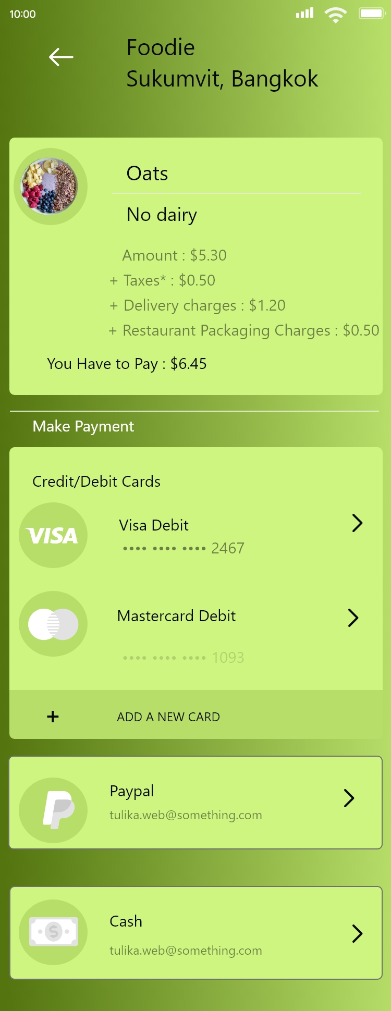 10:00
Foodie
Sukumvit, Bangkok
Oats
No dairy
Amount : $5.30
+ Taxes* : $0.50
+ Delivery charges : $1.20
+ Restaurant Packaging Charges : $0.50
You Have to Pay : $6.45
Make Payment
Credit/Debit Cards
VISA
Visa Debit
•••• •••• •••• 2467
Mastercard Debit
•••• •••• •••• 1093
+ ADD A NEW CARD
Paypal
tulika.web@something.com
Cash
tulika.web@something.com